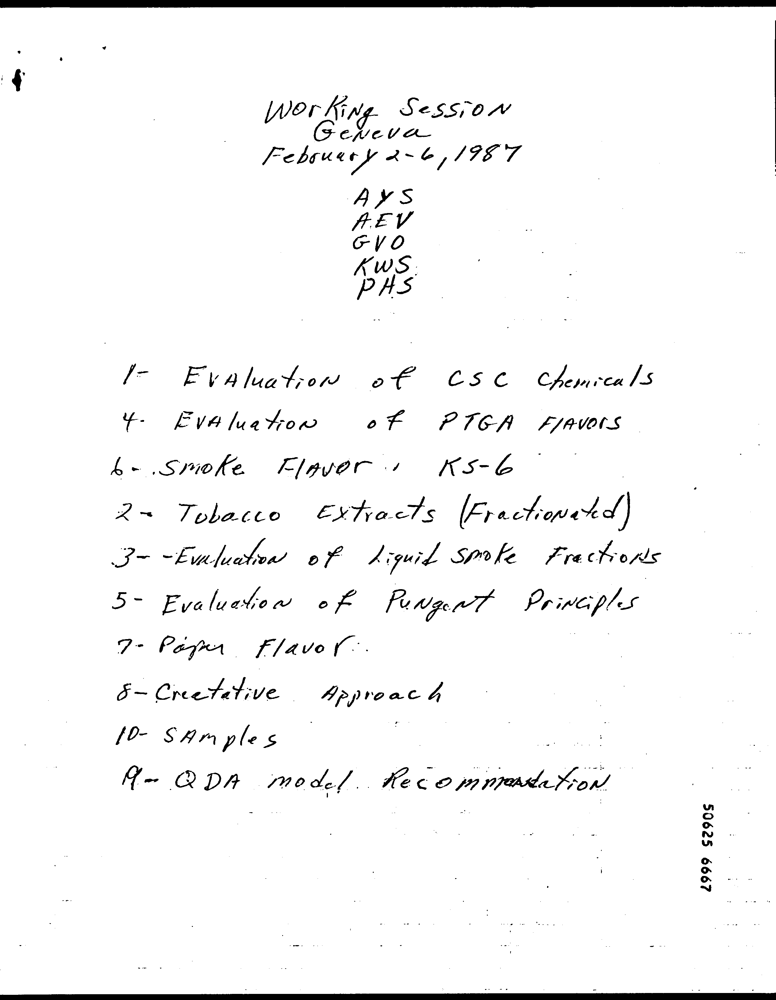 Working Session
Geneva
February 2-6, 1987
AYS
AEV
GVO
KWS
PHS
1- Evaluation of CSC Chemicals
4- Evaluation of PTGA Flavors
6- Smoke Flavor, KS-6
2- Tobacco Extracts (Fractionated)
3- -Evaluation of Liquid Smoke Fractions
5- Evaluation of Pungent Principles
7- Paper Flavor
8- Creetative Approach
10- Samples
9- QDA model Recommendation
50625 6667